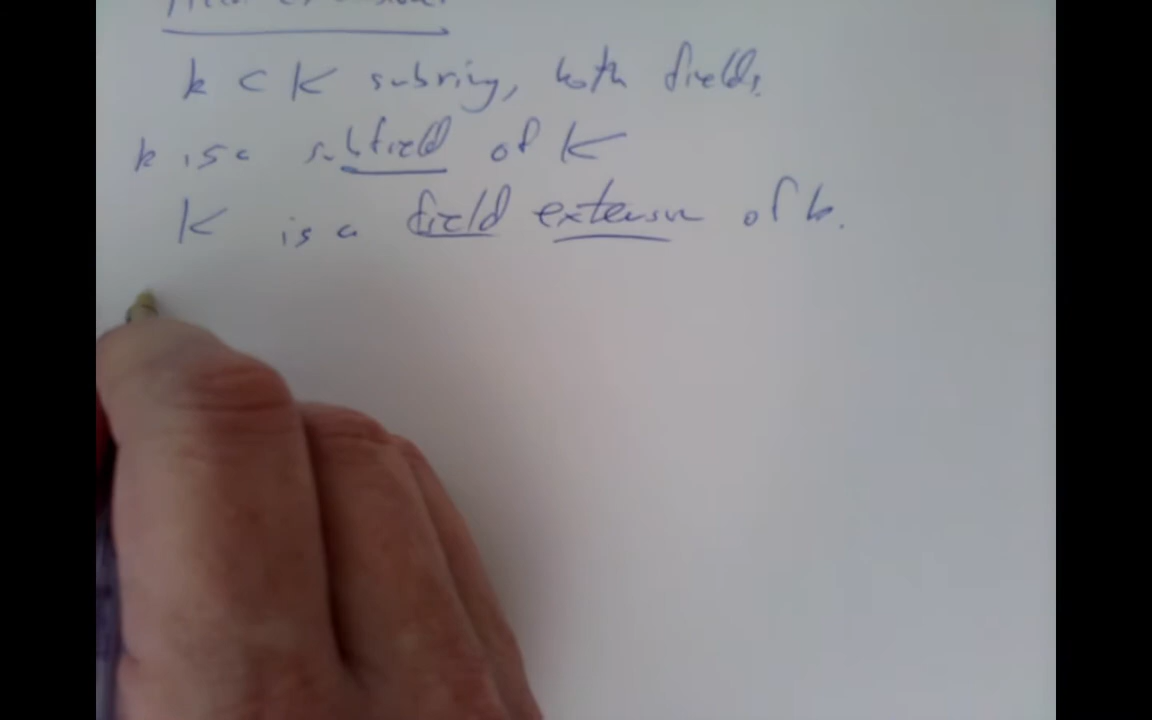 k ⊂ K subring, both fields.
k is a subfield of K
K is a field extension of k.